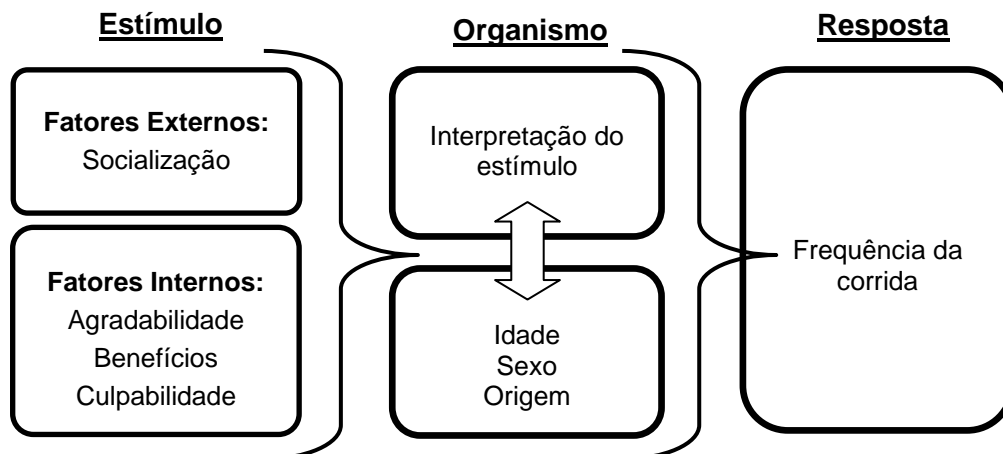 Estímulo
Fatores Externos:
Socialização
Fatores Internos:
Agradabilidade
Benefícios
Culpabilidade
Organismo
Interpretação do
estímulo
Idade
Sexo
Origem
Resposta
Frequência da
corrida